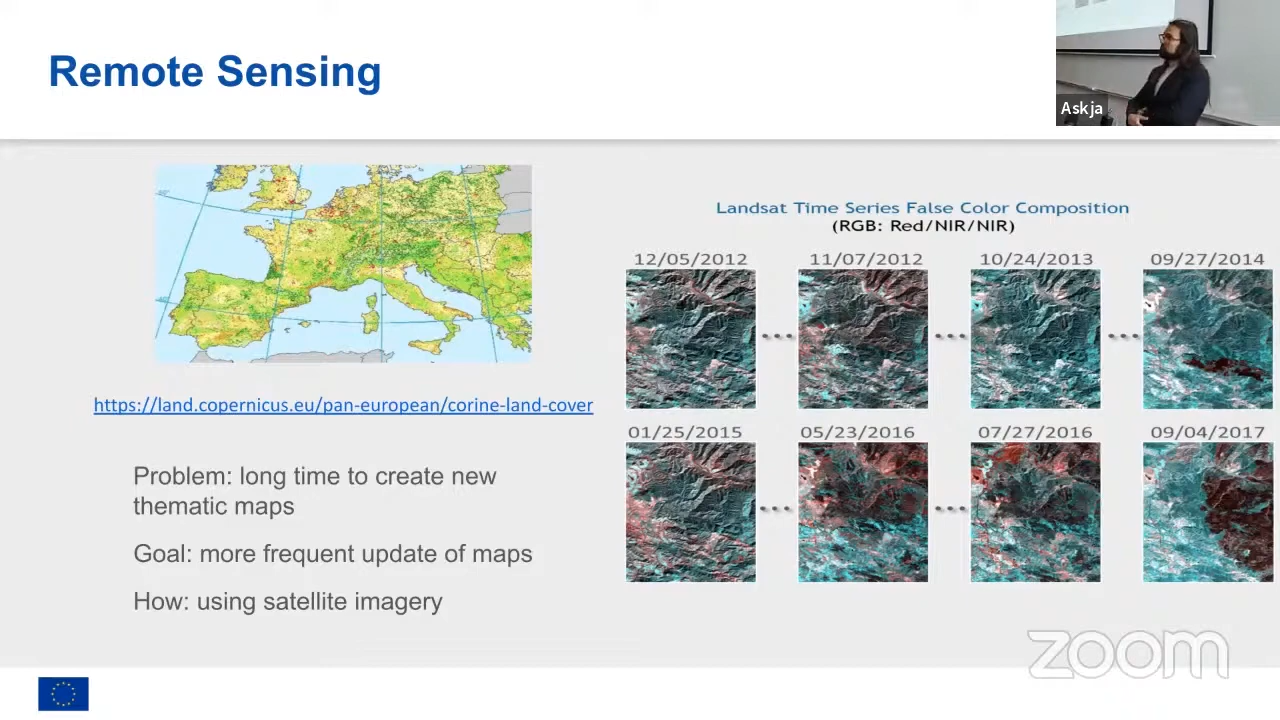 Remote Sensing
Askja
https://land.copernicus.eu/pan-european/corine-land-cover
Problem: long time to create new
thematic maps
Goal: more frequent update of maps
How: using satellite imagery
Landsat Time Series False Color Composition
(RGB: Red/NIR/NIR)
12/05/2012 11/07/2012 10/24/2013 09/27/2014
01/25/2015 05/23/2016 07/27/2016 09/04/2017
zoom